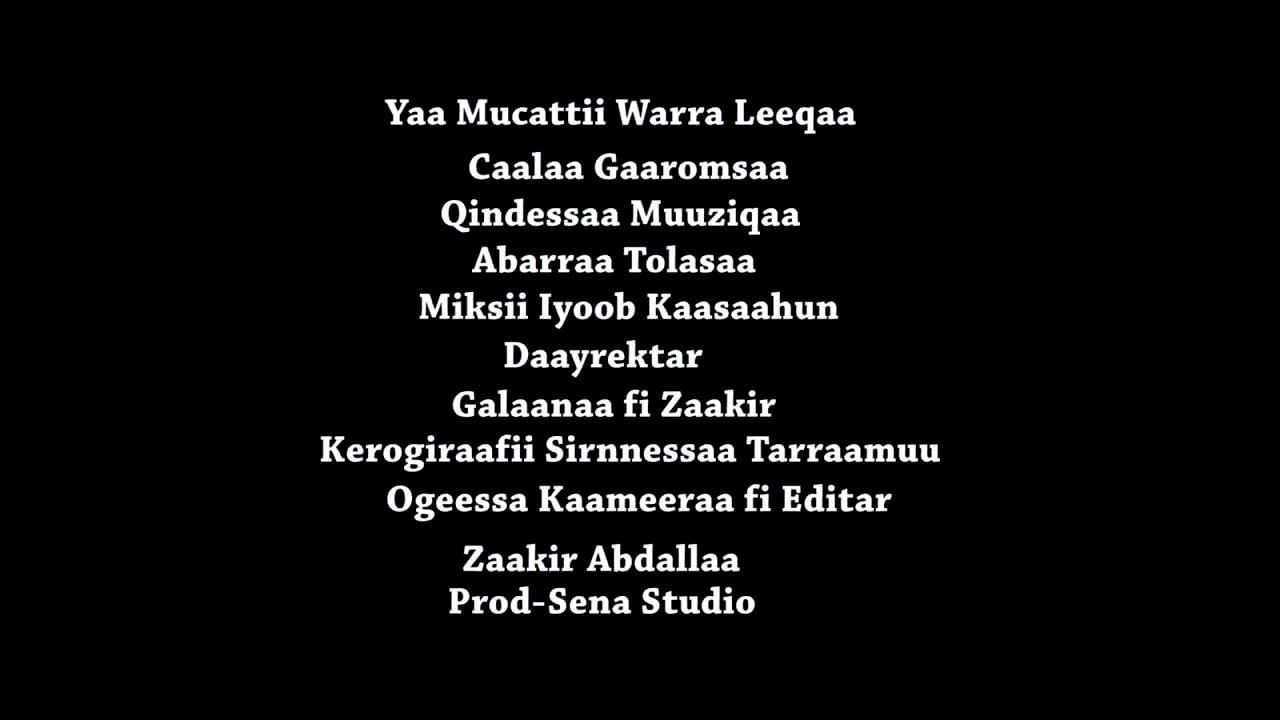 Yaa Mucattii Warra Leeqaa
Caalaa Gaaromsaa
Qindessaa Muuziqaa
Abarraa Tolasaa
Miksii Iyoob Kaasaahun
Daayrektar
Galaanaa fi Zaakir
Kerogiraafii Sirnnessaa Tarraamuu
Ogeessa Kaameeraa fi Editar
Zaakir Abdallaa
Prod-Sena Studio